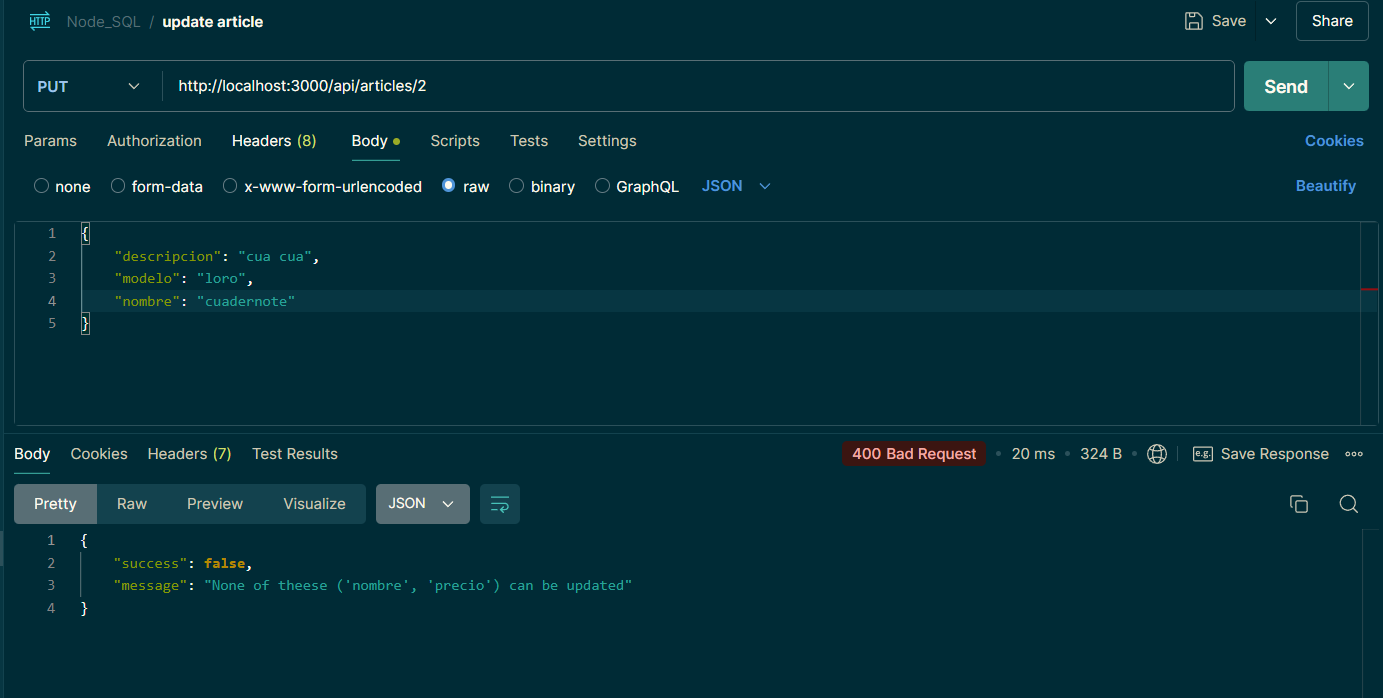 HTTP Node_SQL / update article Save Share
PUT http://localhost:3000/api/articles/2 Send
Params Authorization Headers (8) Body Scripts Tests Settings Cookies
none form-data x-www-form-urlencoded raw binary GraphQL JSON Beautify
1 {
2 "descripcion": "cua cua",
3 "modelo": "loro",
4 "nombre": "cuadernote"
5 }
Body Cookies Headers (7) Test Results 400 Bad Request 20 ms 324 B e.g. Save Response
Pretty Raw Preview Visualize JSON
1 {
2 "success": false,
3 "message": "None of theese ('nombre', 'precio') can be updated"
4 }